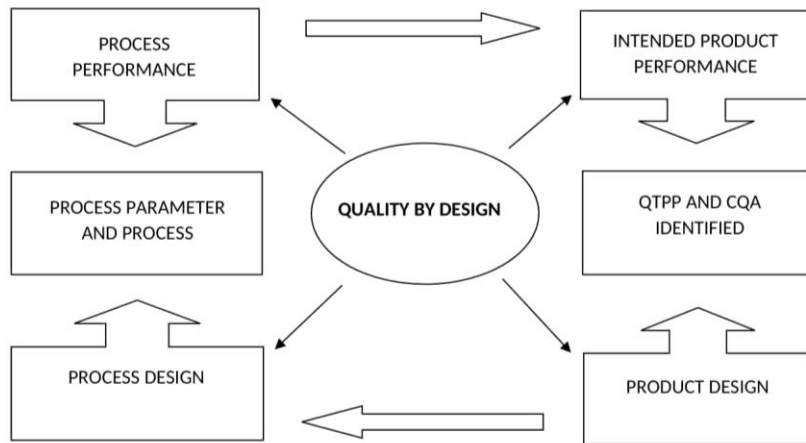 PROCESS
PERFORMANCE
INTENDED PRODUCT
PERFORMANCE
PROCESS PARAMETER
AND PROCESS
QUALITY BY DESIGN
QTPP AND CQA
IDENTIFIED
PROCESS DESIGN
PRODUCT DESIGN